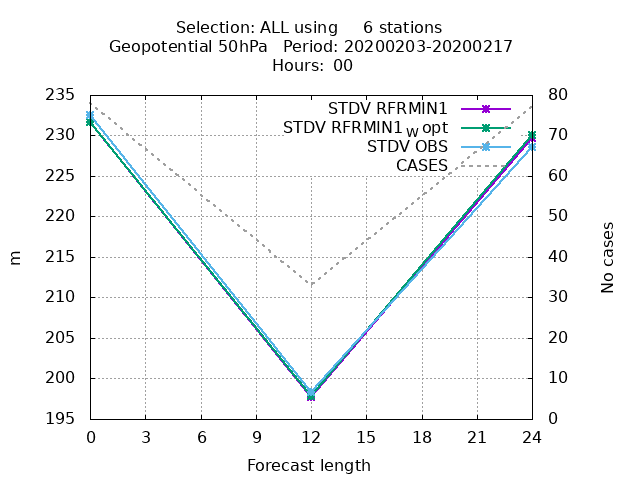 Selection: ALL using     6 stations
Geopotential 50hPa   Period: 20200203-20200217
Hours:  00
STDV RFRMIN1
STDV RFRMIN1wopt
STDV OBS
CASES
235
230
225
220
215
210
205
200
195
m
80
70
60
50
40
30
20
10
0
No cases
0 3 6 9 12 15 18 21 24
Forecast length